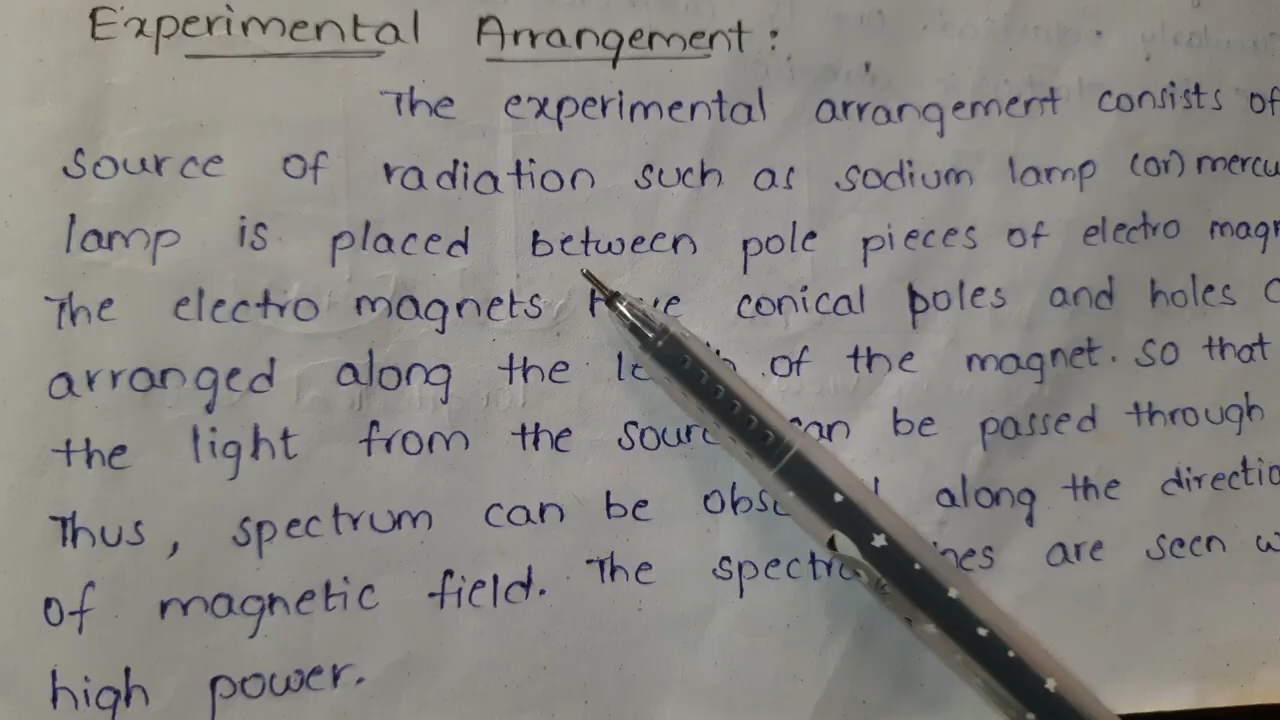 Experimental Arrangement:
The experimental arrangement consists of
source of radiation such as sodium lamp (or)
lamp is placed between pole pieces of electro
The electro magnets conical poles and holes
arranged along the of the magnet. so that
the light from the can be passed through
Thus, spectrum can be along the
of magnetic field. The are seen
high power.